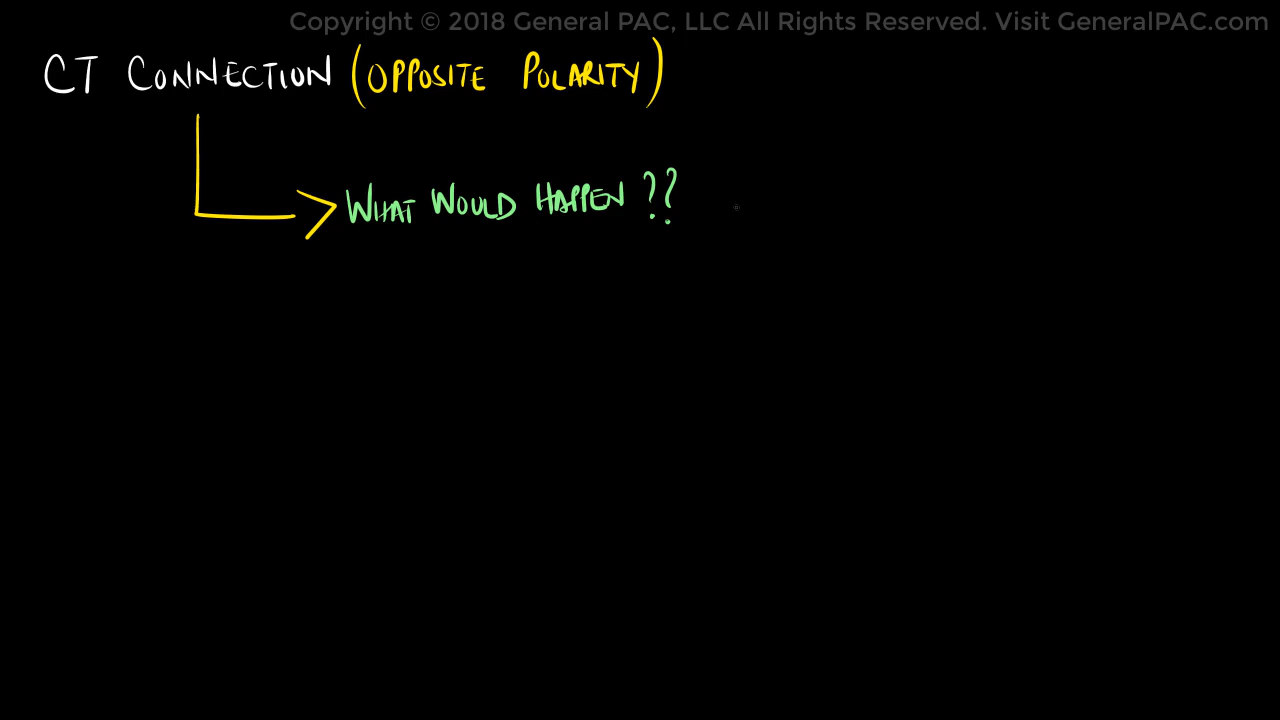 Copyright © 2018 General PAC, LLC All Rights Reserved. Visit GeneralPAC.com
CT CONNECTION (OPPOSITE POLARITY)
WHAT WOULD HAPPEN ??